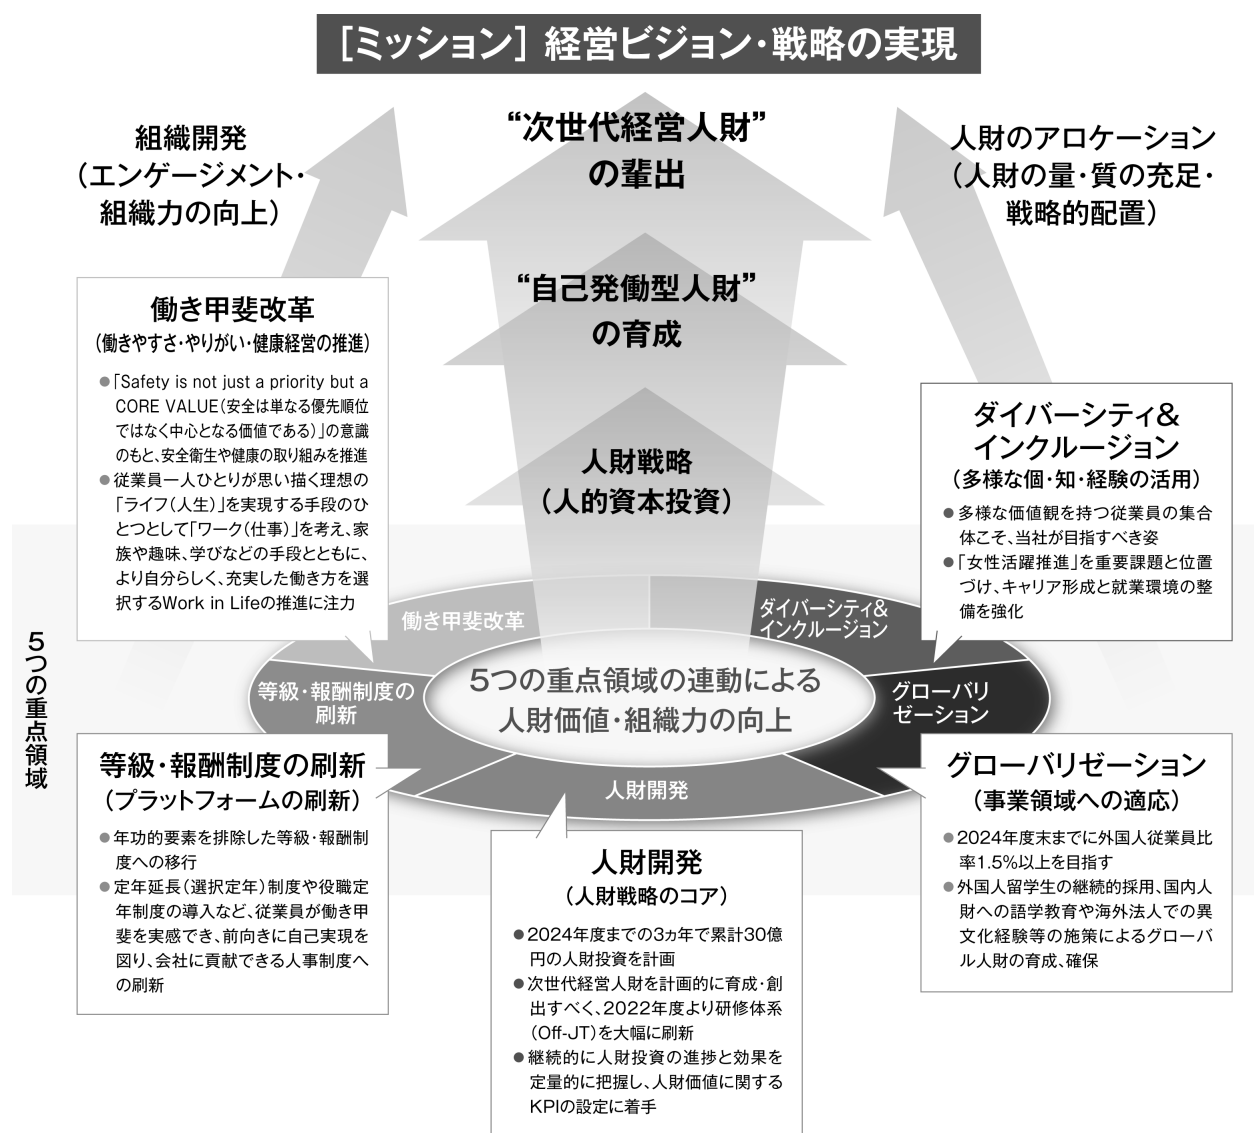 ［ミッション］経営ビジョン・戦略の実現
組織開発
（エンゲージメント・
組織力の向上）
“次世代経営人財”
の輩出
人財のアロケーション
（人財の量・質の充足・
戦略的配置）
“自己発働型人財”
の育成
人財戦略
（人的資本投資）
働き甲斐改革
（働きやすさ・やりがい・健康経営の推進）
●「Safety is not just a priority but a
CORE VALUE（安全は単なる優先順位
ではなく中心となる価値である）」の意識
のもと、安全衛生や健康の取り組みを推進
●従業員一人ひとりが思い描く理想の
「ライフ（人生）」を実現する手段のひ
とつとして「ワーク（仕事）」を考え、家
族や趣味、学びなどの手段とともに、
より自分らしく、充実した働き方を選
択するWork in Lifeの推進に注力
ダイバーシティ&
インクルージョン
（多様な個・知・経験の活用）
●多様な価値観を持つ従業員の集合
体こそ、当社が目指すべき姿
●「女性活躍推進」を重要課題と位置
づけ、キャリア形成と就業環境の整
備を強化
5つの重点領域
働き甲斐改革
ダイバーシティ&
インクルージョン
等級・報酬制度の
刷新
5つの重点領域の連動による
人財価値・組織力の向上
グローバリ
ゼーション
人財開発
等級・報酬制度の刷新
（プラットフォームの刷新）
●年功的要素を排除した等級・報酬制
度への移行
●定年延長（選択定年）制度や役職定
年制度の導入など、従業員が働き甲
斐を実感でき、前向きに自己実現を
図り、会社に貢献できる人事制度へ
の刷新
人財開発
（人財戦略のコア）
●2024年度までの3ヵ年で累計30億
円の人財投資を計画
●次世代経営人財を計画的に育成・創
出すべく、2022年度より研修体系
（Off-JT）を大幅に刷新
●継続的に人財投資の進捗と効果を
定量的に把握し、人財価値に関する
KPIの設定に着手
グローバリゼーション
（事業領域への適応）
●2024年度末までに外国人従業員比
率1.5%以上を目指す
●外国人留学生の継続的採用、国内人
財への語学教育や海外法人での異
文化経験等の施策によるグローバ
ル人財の育成、確保